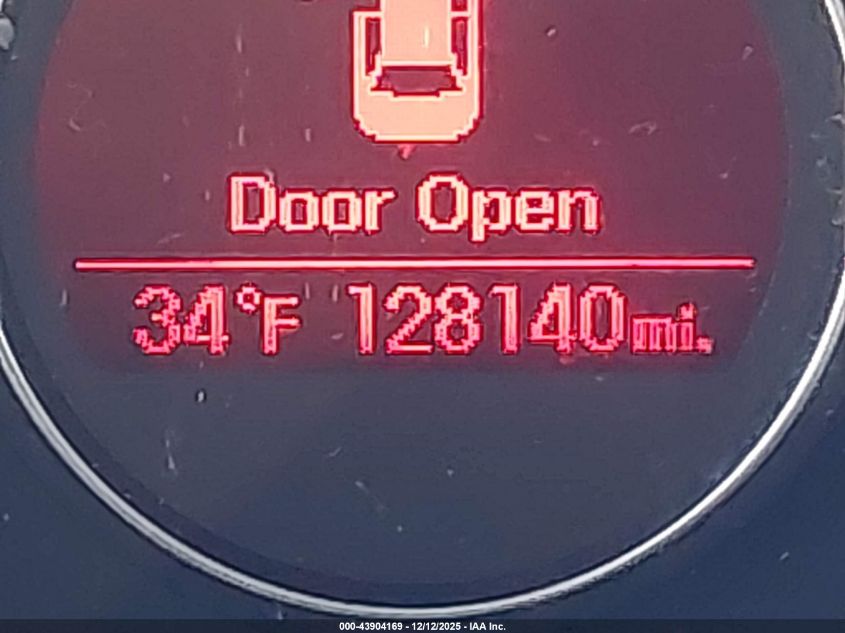 Door Open
34°F 128140mi.
000-43904169 - 12/12/2025 - IAA Inc.